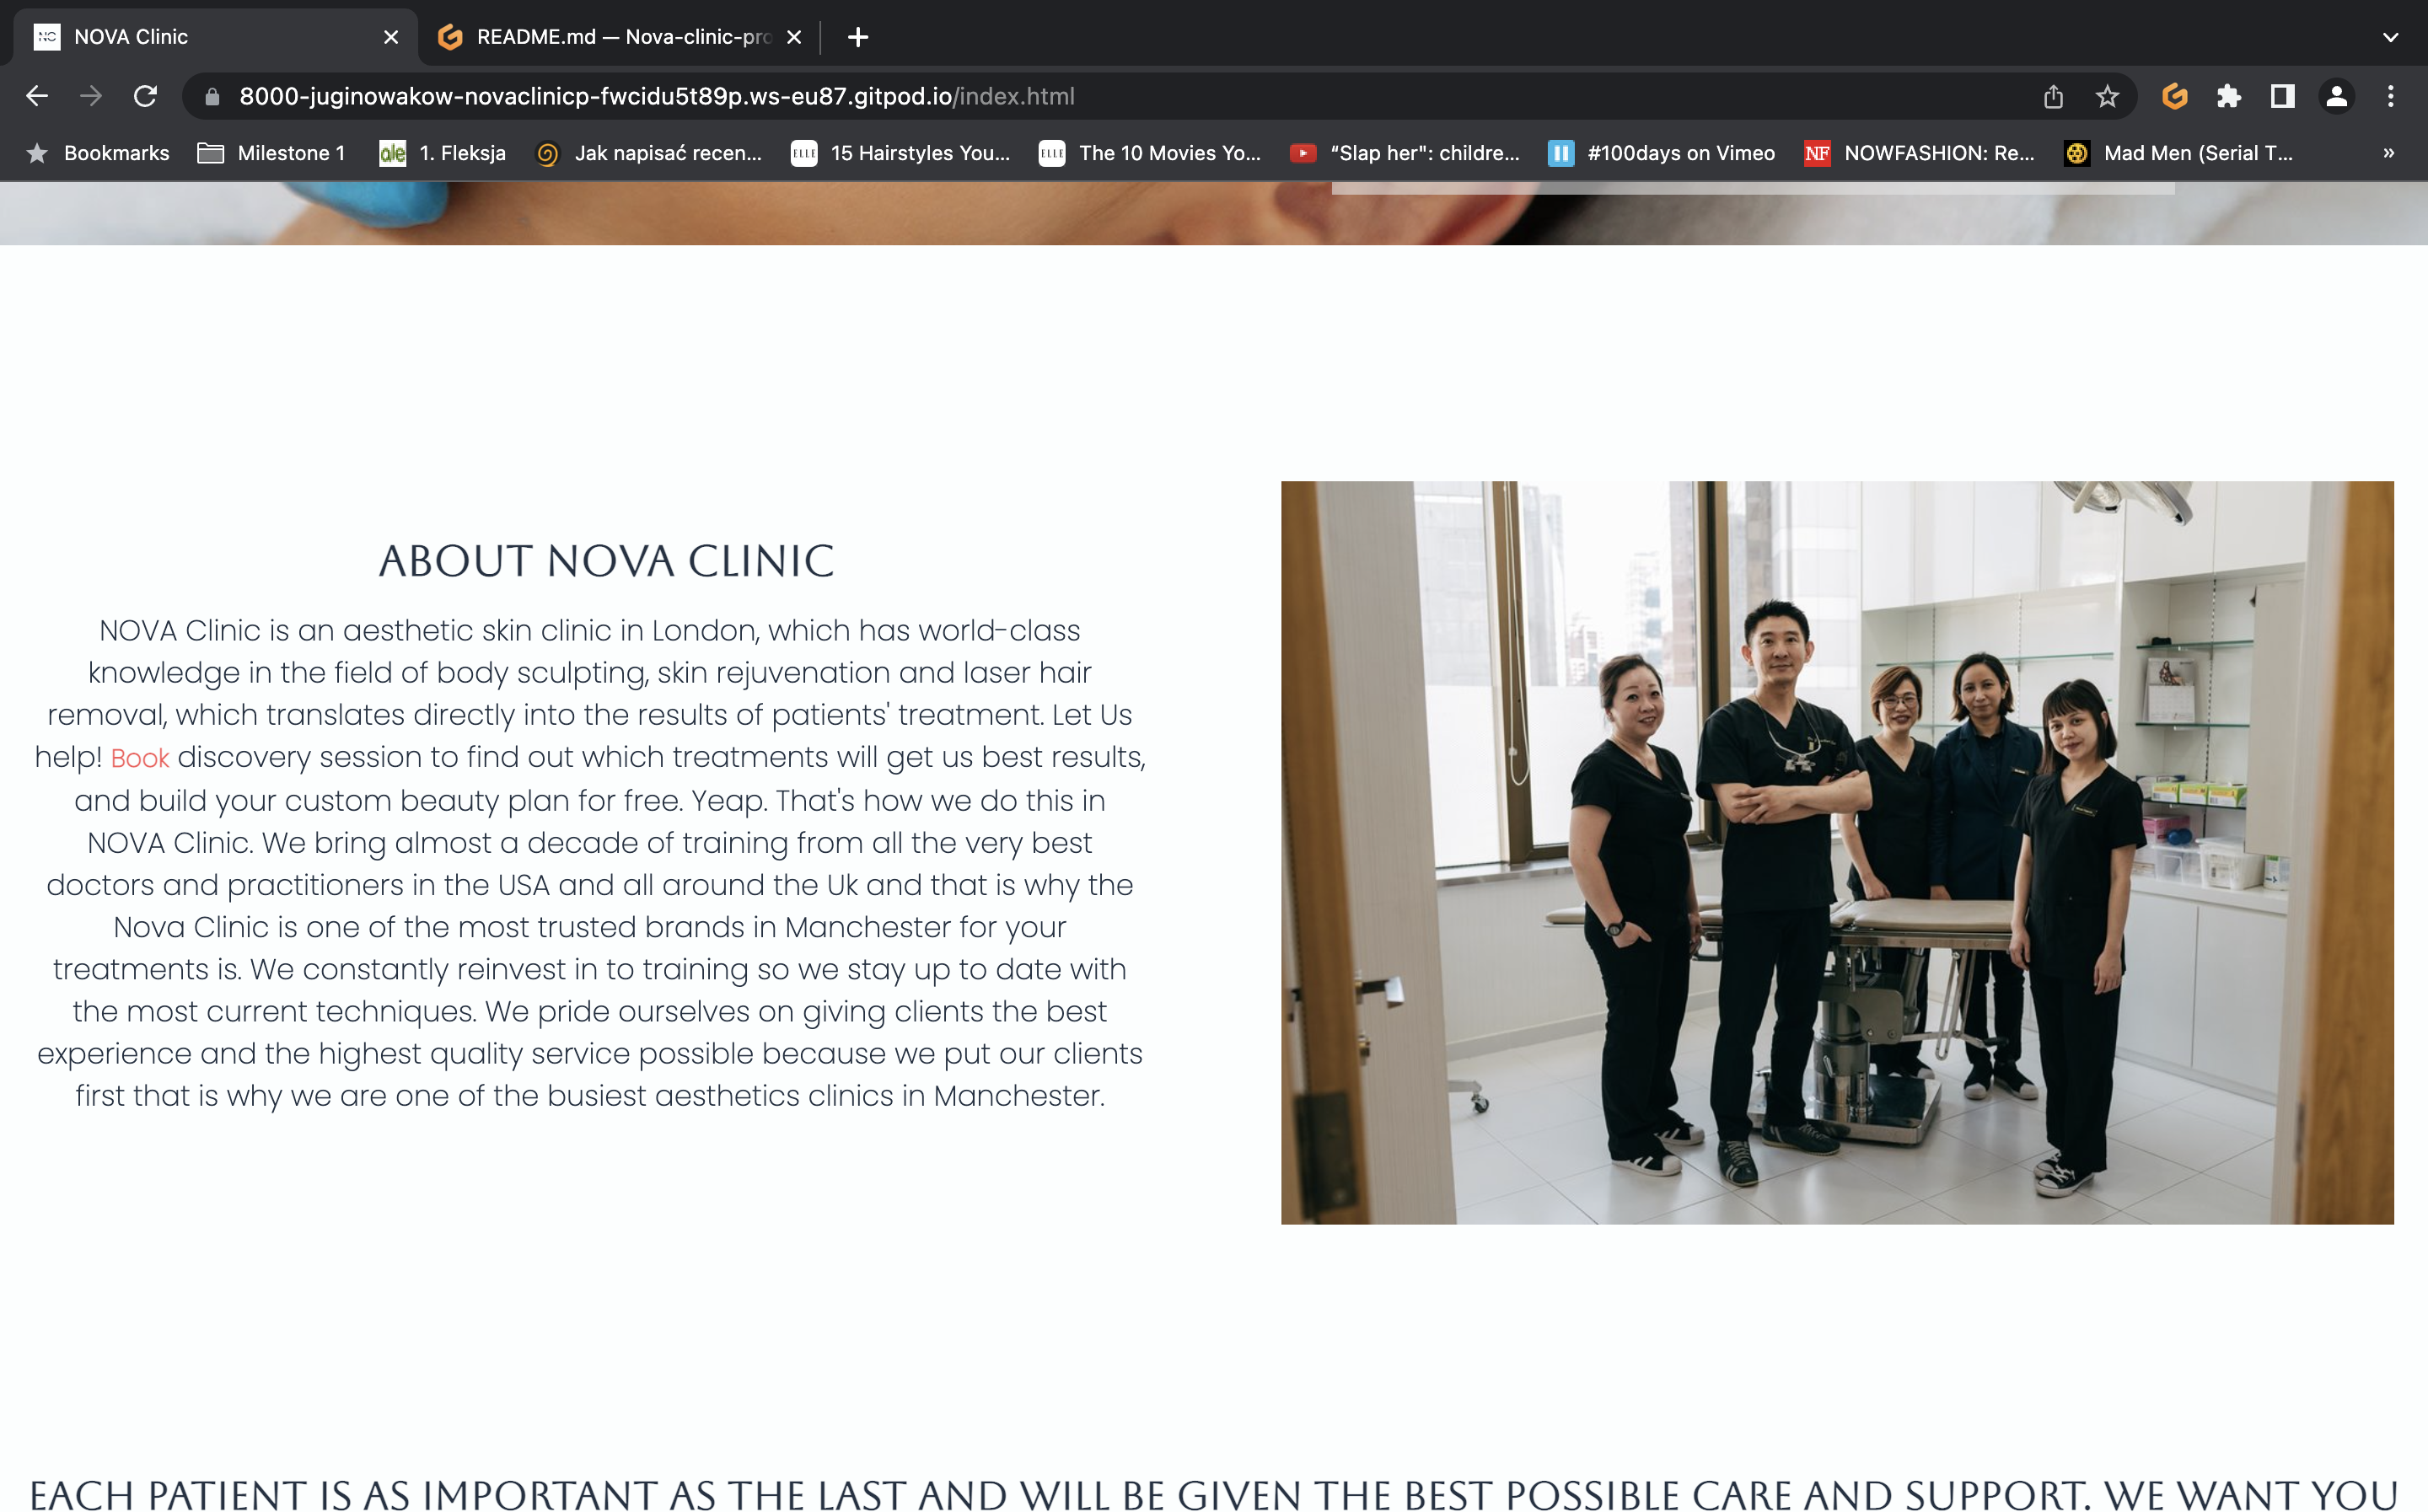 NC NOVA Clinic
README.md — Nova-clinic-pro
8000-juginowakow-novaclinicp-fwcidu5t89p.ws-eu87.gitpod.io/index.html
Bookmarks Milestone 1 ale 1. Fleksja Jak napisać recen... ELLE 15 Hairstyles You... ELLE The 10 Movies Yo... “Slap her": childre... #100days on Vimeo NF NOWFASHION: Re... Mad Men (Serial T... »
ABOUT NOVA CLINIC
NOVA Clinic is an aesthetic skin clinic in London, which has world-class
knowledge in the field of body sculpting, skin rejuvenation and laser hair
removal, which translates directly into the results of patients' treatment. Let Us
help! Book discovery session to find out which treatments will get us best results,
and build your custom beauty plan for free. Yeap. That's how we do this in
NOVA Clinic. We bring almost a decade of training from all the very best
doctors and practitioners in the USA and all around the Uk and that is why the
Nova Clinic is one of the most trusted brands in Manchester for your
treatments is. We constantly reinvest in to training so we stay up to date with
the most current techniques. We pride ourselves on giving clients the best
experience and the highest quality service possible because we put our clients
first that is why we are one of the busiest aesthetics clinics in Manchester.
EACH PATIENT IS AS IMPORTANT AS THE LAST AND WILL BE GIVEN THE BEST POSSIBLE CARE AND SUPPORT. WE WANT YOU